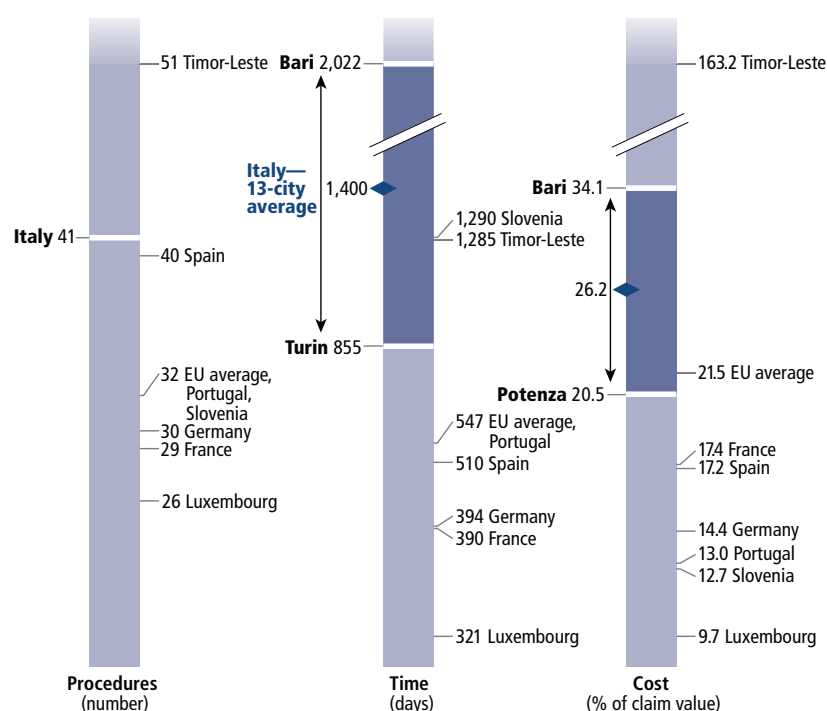 51 Timor-Leste
Italy 41
40 Spain
32 EU average,
Portugal,
Slovenia
30 Germany
29 France
26 Luxembourg
Procedures
(number)
Bari 2,022
Italy—
13-city
average
1,400
1,290 Slovenia
1,285 Timor-Leste
Turin 855
547 EU average,
Portugal
510 Spain
394 Germany
390 France
321 Luxembourg
Time
(days)
163.2 Timor-Leste
Bari 34.1
26.2
21.5 EU average
Potenza 20.5
17.4 France
17.2 Spain
14.4 Germany
13.0 Portugal
12.7 Slovenia
9.7 Luxembourg
Cost
(% of claim value)